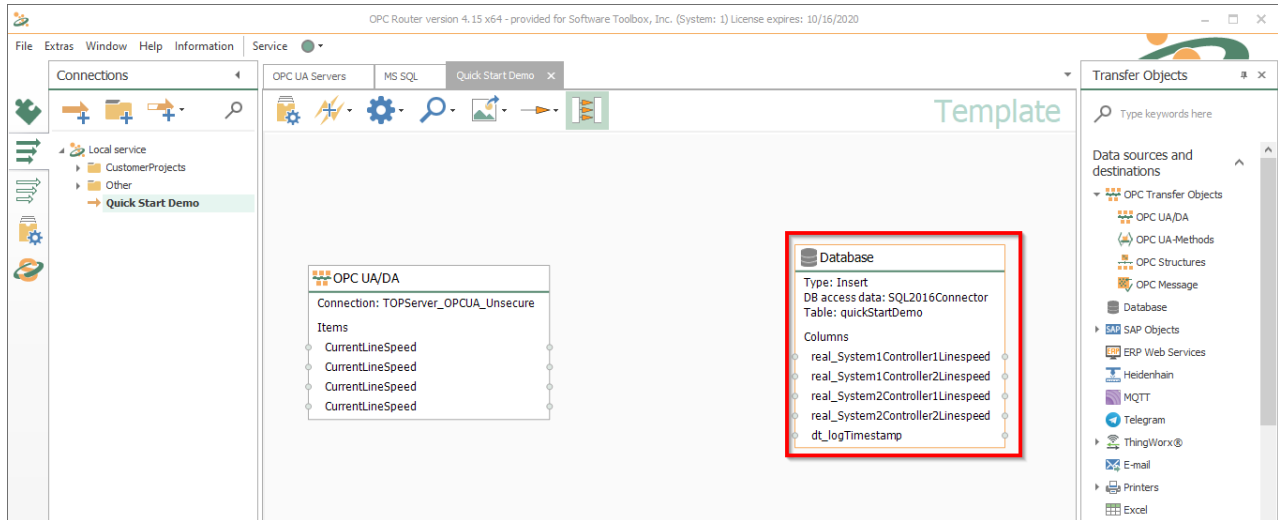 OPC Router version 4.15 x64 - provided for Software Toolbox, Inc. (System: 1) License expires: 10/16/2020
File Extras Window Help Information Service
Connections
OPC UA Servers MS SQL Quick Start Demo
Transfer Objects
Template
Type keywords here
Local service
CustomerProjects
Other
Quick Start Demo
OPC UA/DA
Connection: TOPServer_OPCUA_Unsecure
Items
CurrentLineSpeed
CurrentLineSpeed
CurrentLineSpeed
CurrentLineSpeed
Database
Type: Insert
DB access data: SQL2016Connector
Table: quickStartDemo
Columns
real_System1Controller1Linespeed
real_System1Controller2Linespeed
real_System2Controller1Linespeed
real_System2Controller2Linespeed
dt_logTimestamp
Data sources and
destinations
OPC Transfer Objects
OPC UA/DA
OPC UA-Methods
OPC Structures
OPC Message
Database
SAP SAP Objects
ERP ERP Web Services
Heidenhain
MQTT
Telegram
ThingWorx®
E-mail
Printers
Excel